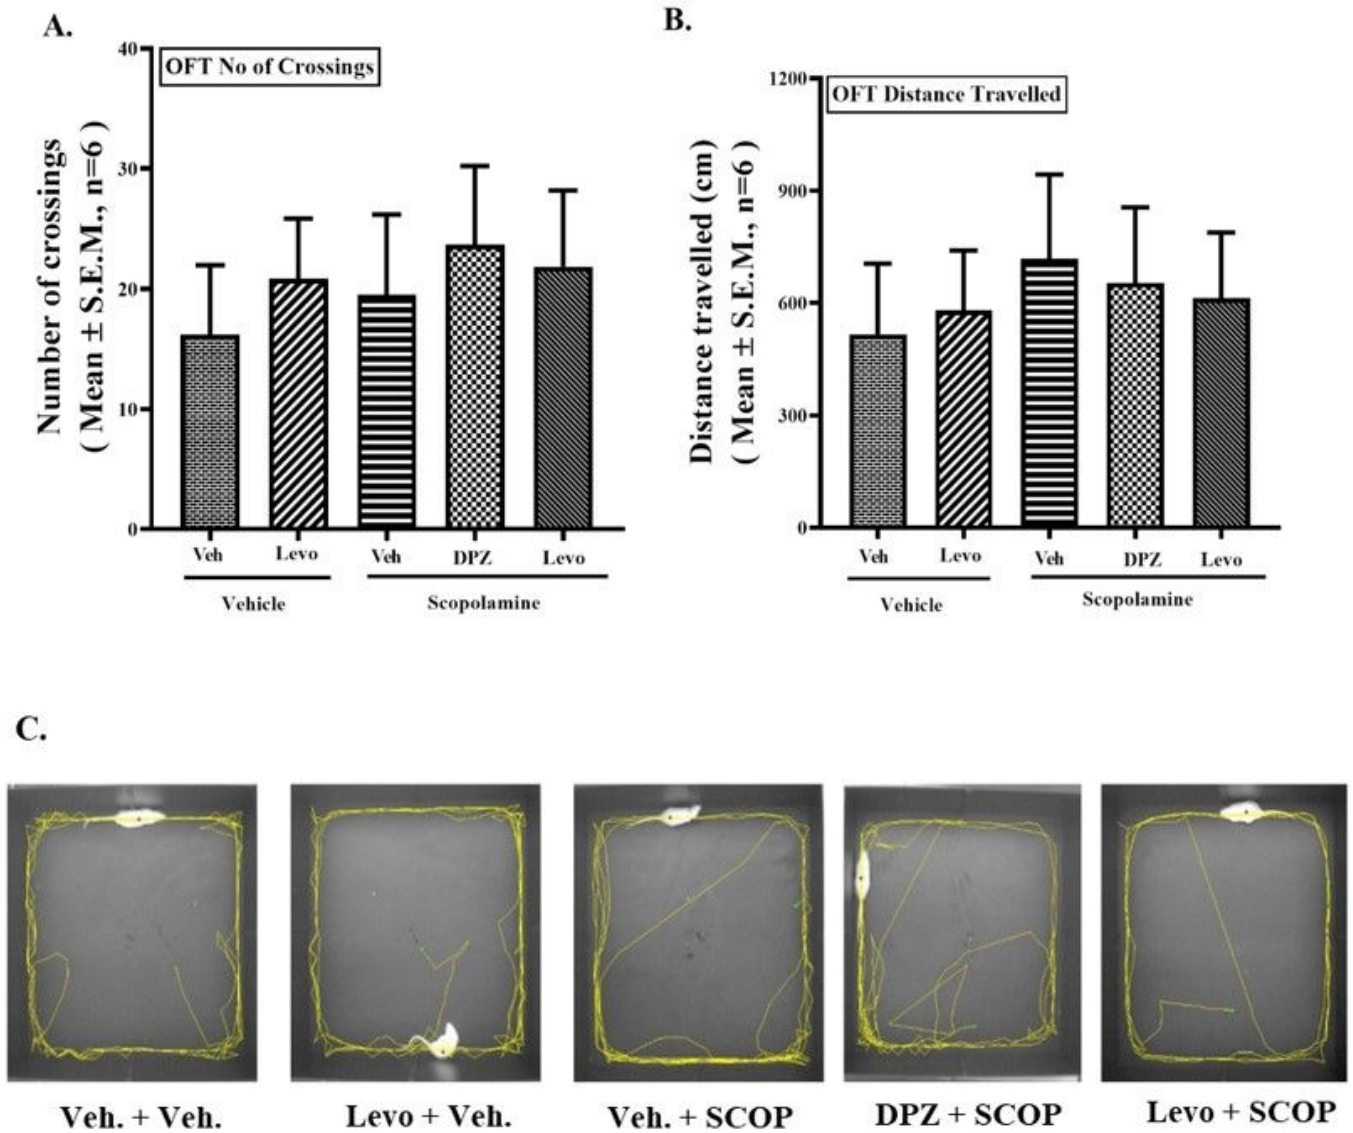 A.
OFT No of Crossings
Number of crossings
( Mean ± S.E.M., n=6 )
40
30
20
10
0
Veh Levo Veh DPZ Levo
Vehicle Scopolamine
B.
OFT Distance Travelled
Distance travelled (cm)
( Mean ± S.E.M., n=6 )
1200
900
600
300
0
Veh Levo Veh DPZ Levo
Vehicle Scopolamine
C.
Veh. + Veh. Levo + Veh. Veh. + SCOP DPZ + SCOP Levo + SCOP